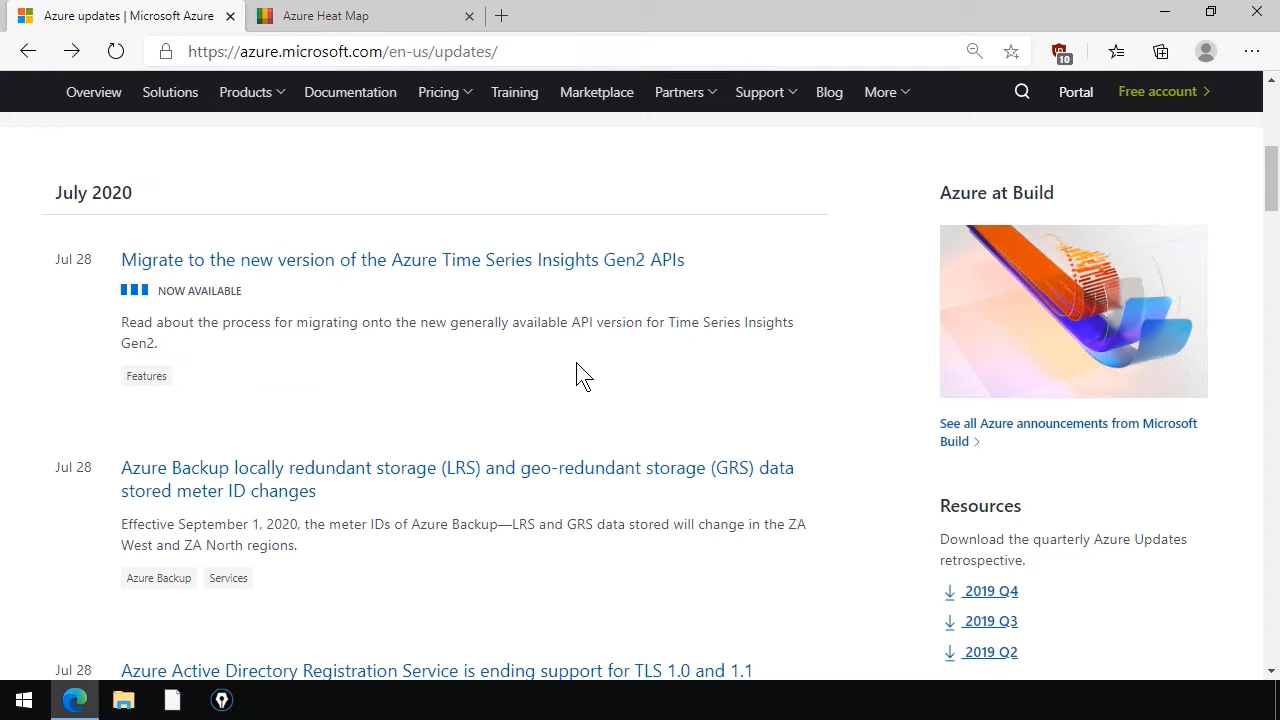 Azure updates | Microsoft Azure
Azure Heat Map
https://azure.microsoft.com/en-us/updates/
10
Overview Solutions Products Documentation Pricing Training Marketplace Partners Support Blog More Portal Free account
July 2020
Jul 28 Migrate to the new version of the Azure Time Series Insights Gen2 APIs
NOW AVAILABLE
Read about the process for migrating onto the new generally available API version for Time Series Insights
Gen2.
Features
Jul 28 Azure Backup locally redundant storage (LRS) and geo-redundant storage (GRS) data
stored meter ID changes
Effective September 1, 2020, the meter IDs of Azure Backup—LRS and GRS data stored will change in the ZA
West and ZA North regions.
Azure Backup Services
Jul 28 Azure Active Directory Registration Service is ending support for TLS 1.0 and 1.1
Azure at Build
See all Azure announcements from Microsoft
Build
Resources
Download the quarterly Azure Updates
retrospective.
2019 Q4
2019 Q3
2019 Q2